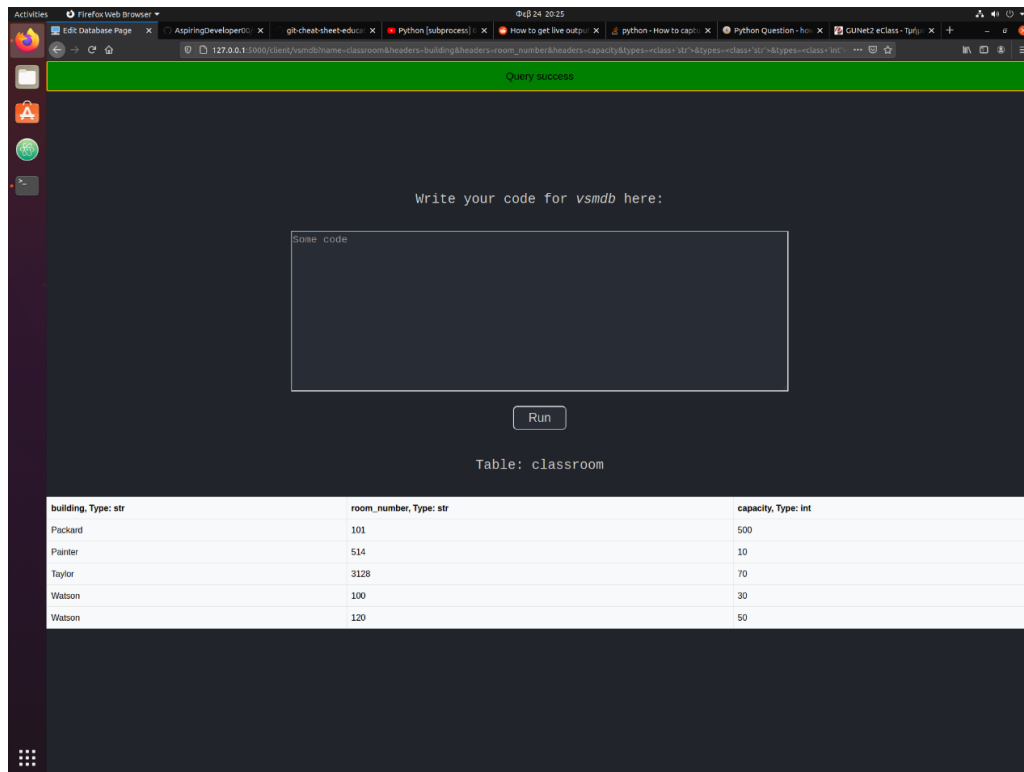 Activities Firefox Web Browser Φεβ 24 20:25
Edit Database Page AspiringDeveloper00/ git-cheat-sheet-educat Python [subprocess] How to get live outpu python - How to captu Python Question - ho GUNet2 eClass - Τμήμ
127.0.0.1:5000/client/vsmdb?name=classroom&headers=building&headers=room_number&headers=capacity&types=<class+'str'>&types=<class+'str'>&types=<class+'int'
Query success
Write your code for vsmdb here:
Some code
Run
Table: classroom
building, Type: str room_number, Type: str capacity, Type: int
Packard 101 500
Painter 514 10
Taylor 3128 70
Watson 100 30
Watson 120 50